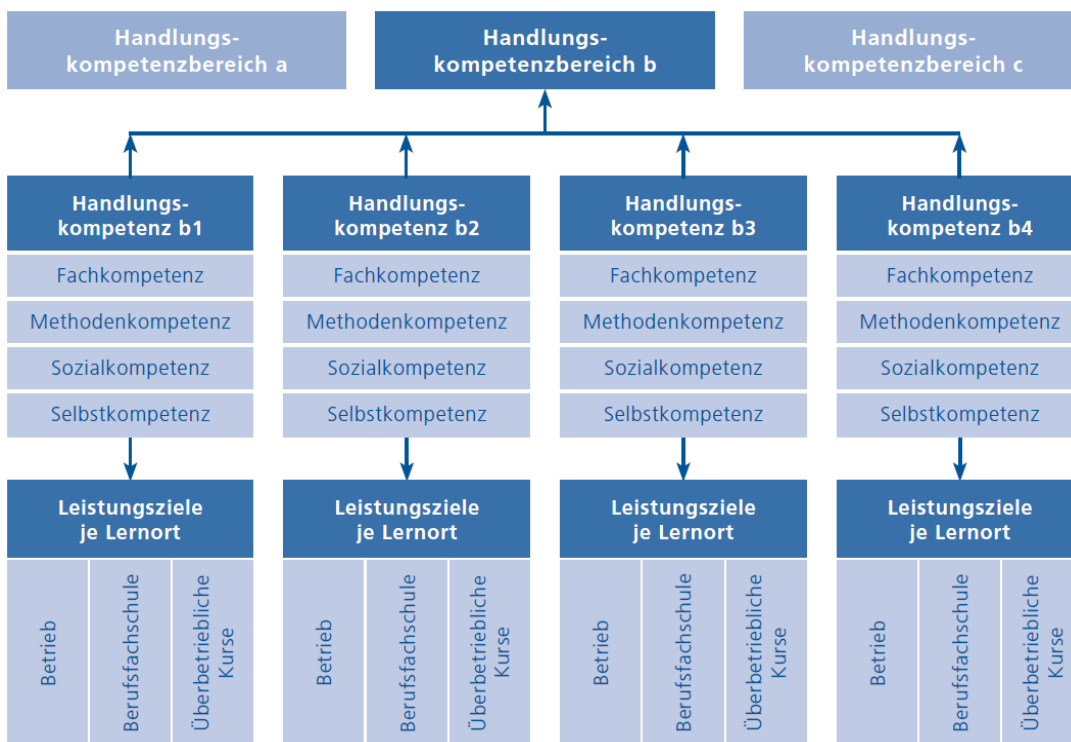 Handlungs-
kompetenzbereich a
Handlungs-
kompetenzbereich b
Handlungs-
kompetenzbereich c
Handlungs-
kompetenz b1
Handlungs-
kompetenz b2
Handlungs-
kompetenz b3
Handlungs-
kompetenz b4
Fachkompetenz
Fachkompetenz
Fachkompetenz
Fachkompetenz
Methodenkompetenz
Methodenkompetenz
Methodenkompetenz
Methodenkompetenz
Sozialkompetenz
Sozialkompetenz
Sozialkompetenz
Sozialkompetenz
Selbstkompetenz
Selbstkompetenz
Selbstkompetenz
Selbstkompetenz
Leistungsziele
je Lernort
Leistungsziele
je Lernort
Leistungsziele
je Lernort
Leistungsziele
je Lernort
Betrieb
Berufsfachschule
Überbetriebliche
Kurse
Betrieb
Berufsfachschule
Überbetriebliche
Kurse
Betrieb
Berufsfachschule
Überbetriebliche
Kurse
Betrieb
Berufsfachschule
Überbetriebliche
Kurse